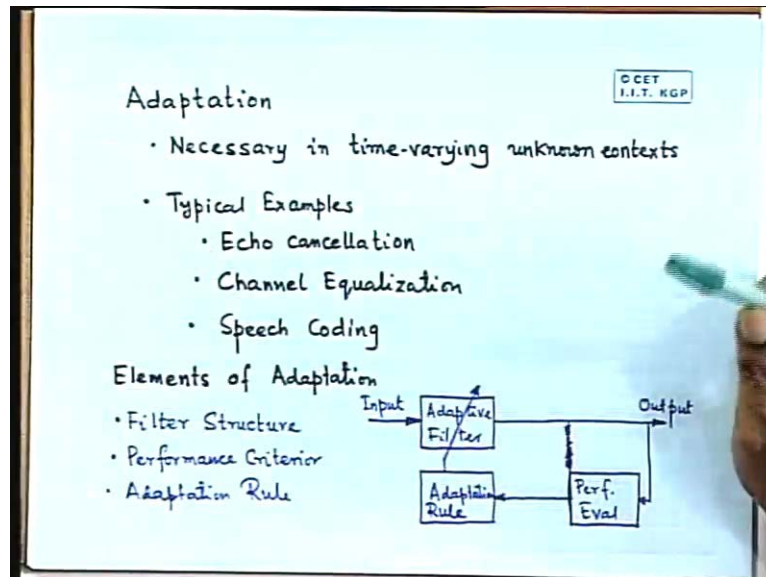 © CET
I.I.T. KGP
Adaptation
· Necessary in time-varying unknown contexts
· Typical Examples
· Echo Cancellation
· Channel Equalization
· Speech Coding
Elements of Adaptation
· Filter Structure
· Performance Criterior
· Adaptation Rule
Input
Adaptive
Filter
Output
Adaptation
Rule
Perf.
Eval